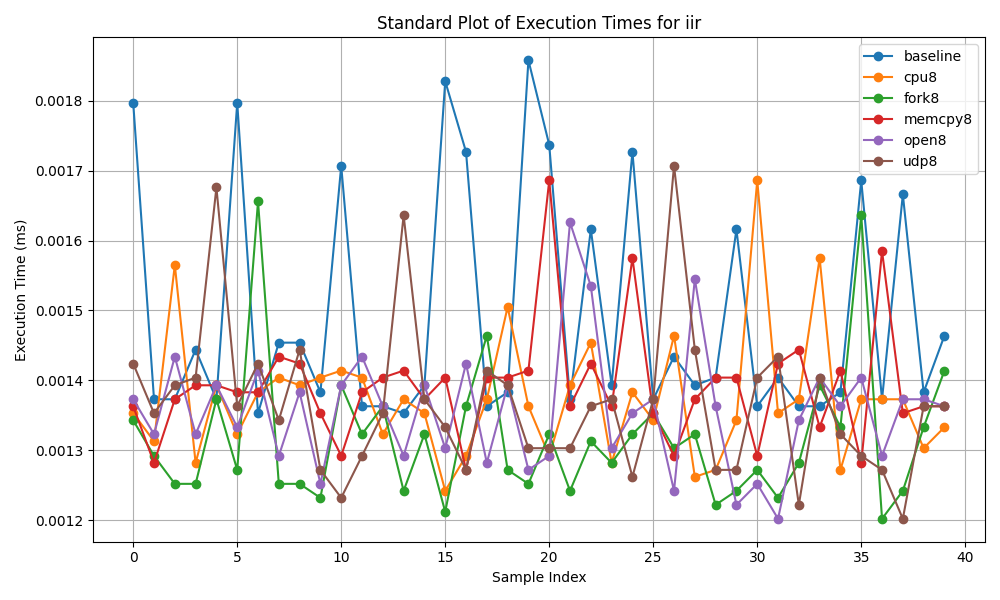 Standard Plot of Execution Times for iir
baseline
cpu8
fork8
memcpy8
open8
udp8
Execution Time (ms)
0.0018
0.0017
0.0016
0.0015
0.0014
0.0013
0.0012
0 5 10 15 20 25 30 35 40
Sample Index